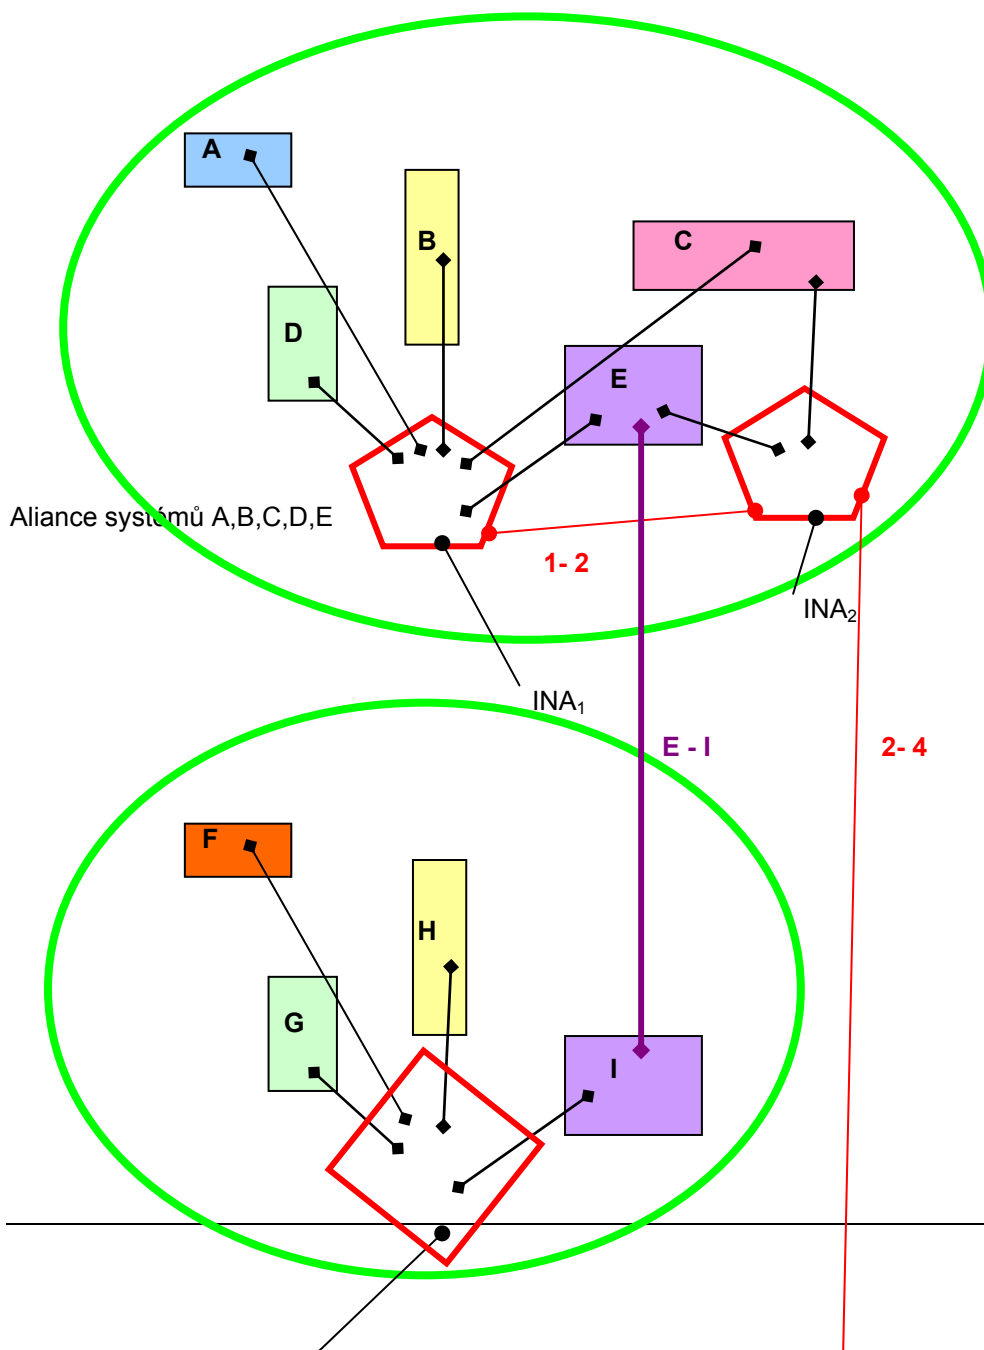 A
B
C
D
E
Aliance systémů A,B,C,D,E
1- 2
INA₂
INA₁
E - I
2- 4
F
H
G
I